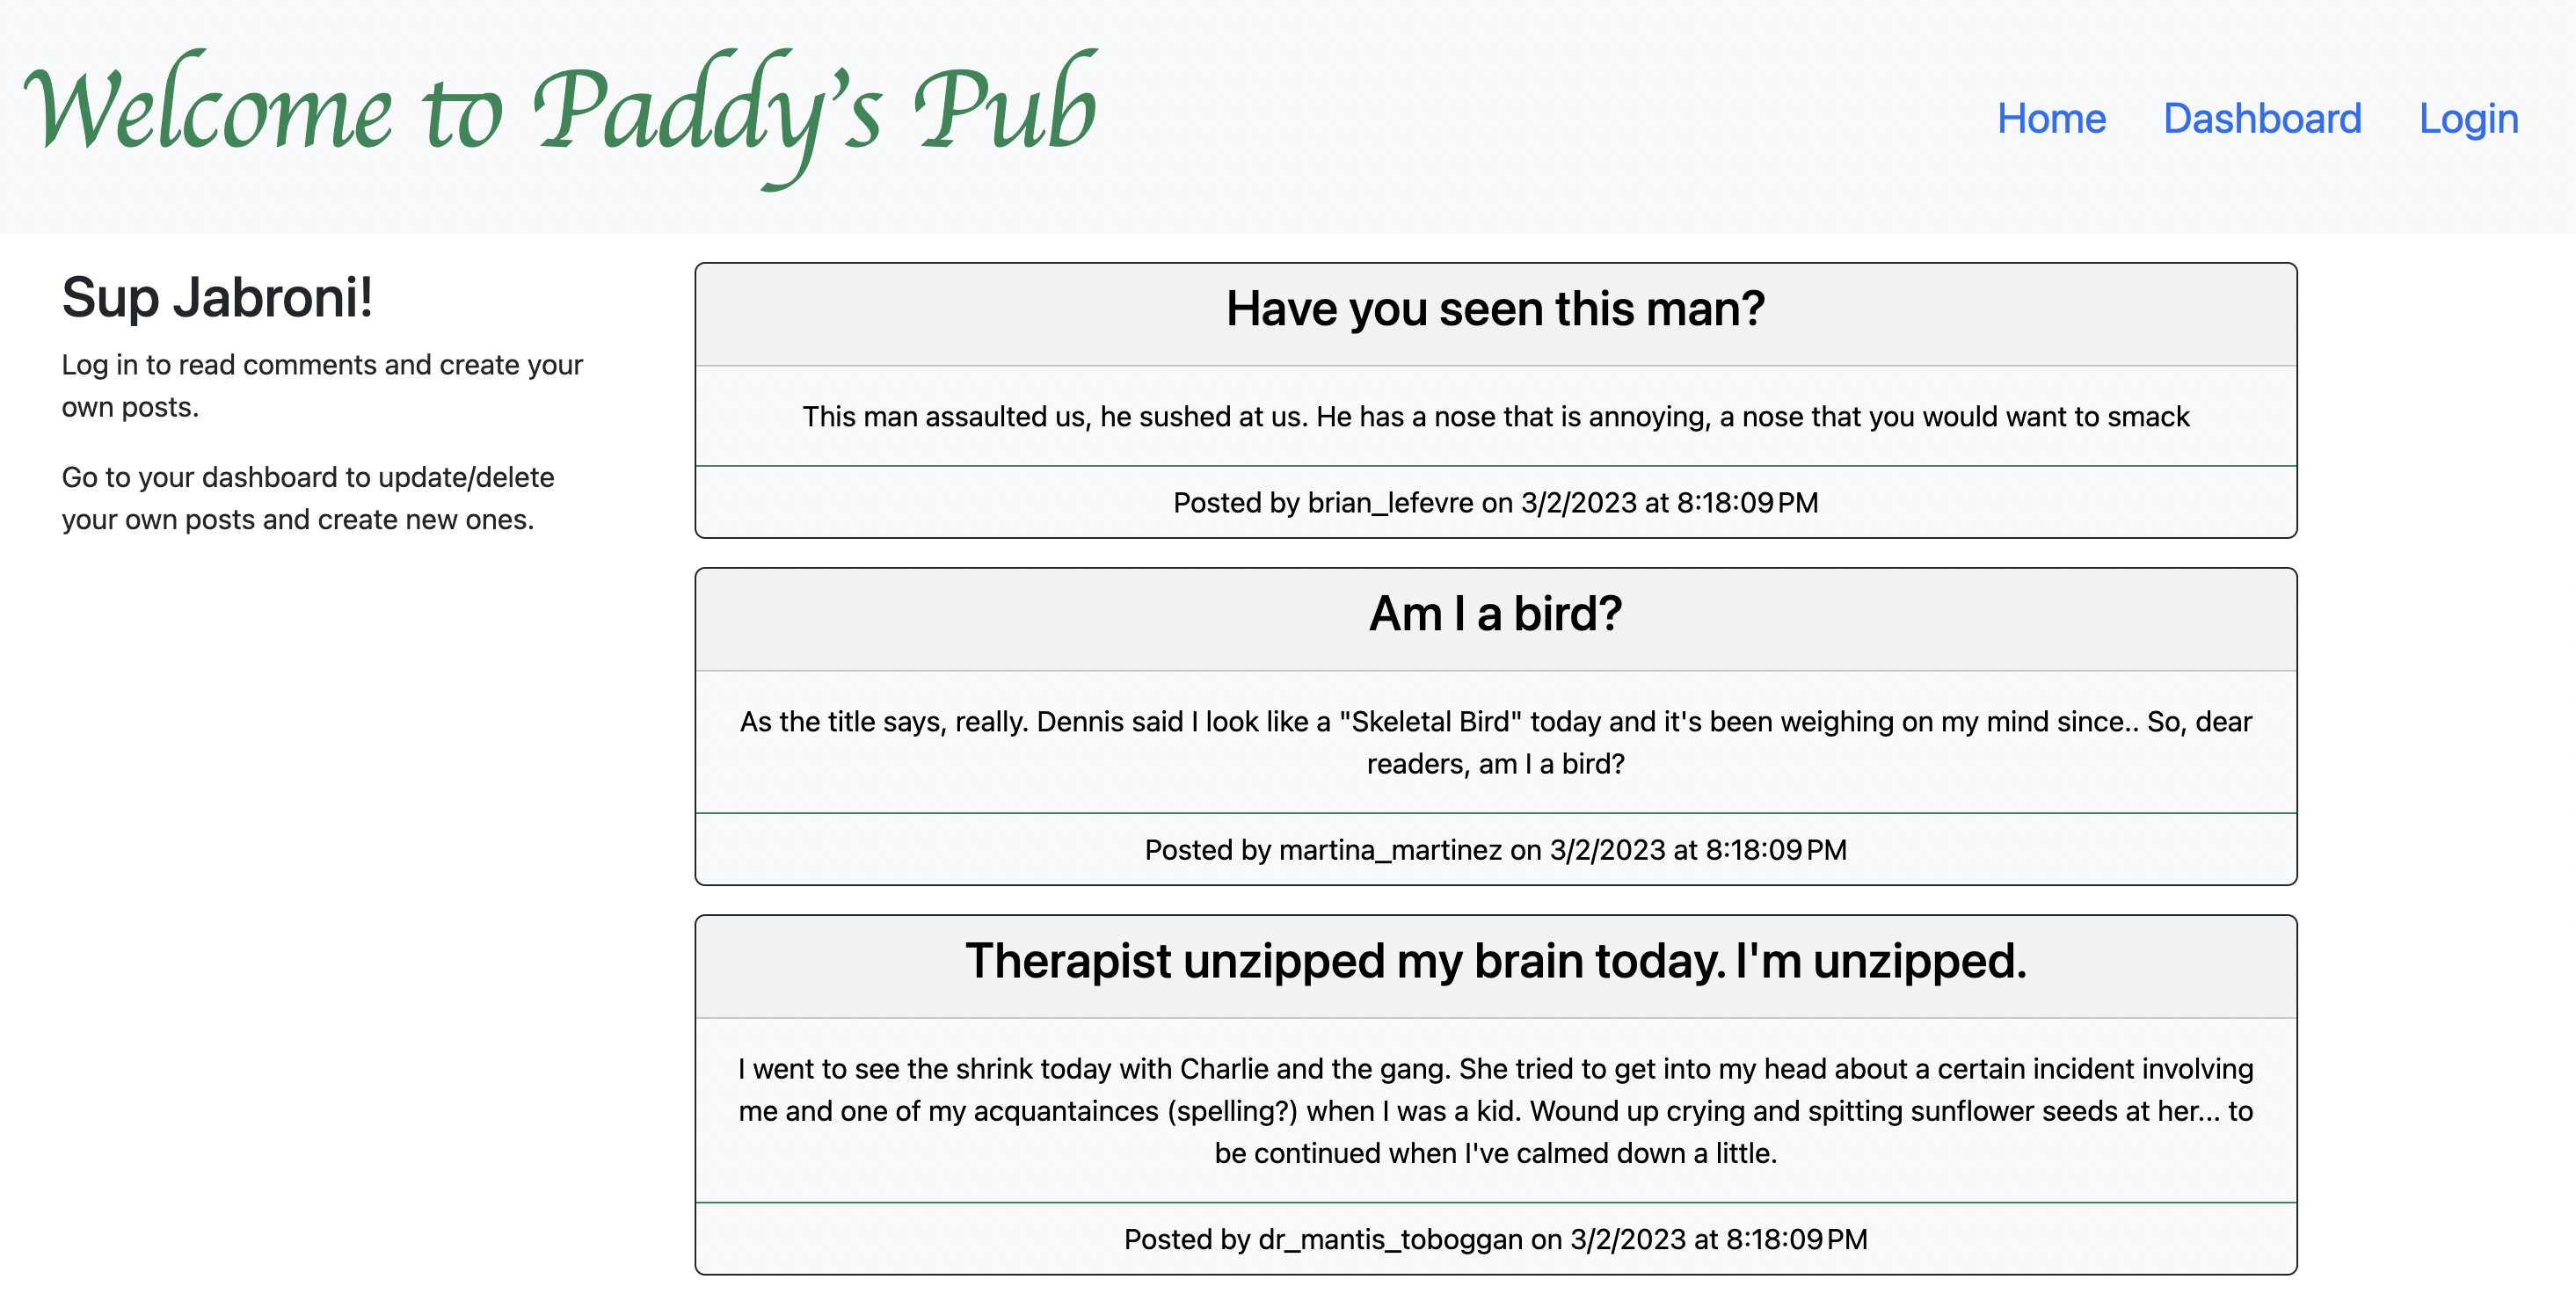 Welcome to Paddy's Pub
Home Dashboard Login
Sup Jabroni!
Log in to read comments and create your
own posts.
Go to your dashboard to update/delete
your own posts and create new ones.
Have you seen this man?
This man assaulted us, he sushed at us. He has a nose that is annoying, a nose that you would want to smack
Posted by brian_lefevre on 3/2/2023 at 8:18:09 PM
Am I a bird?
As the title says, really. Dennis said I look like a "Skeletal Bird" today and it's been weighing on my mind since.. So, dear
readers, am I a bird?
Posted by martina_martinez on 3/2/2023 at 8:18:09 PM
Therapist unzipped my brain today. I'm unzipped.
I went to see the shrink today with Charlie and the gang. She tried to get into my head about a certain incident involving
me and one of my acquantainces (spelling?) when I was a kid. Wound up crying and spitting sunflower seeds at her... to
be continued when I've calmed down a little.
Posted by dr_mantis_toboggan on 3/2/2023 at 8:18:09 PM